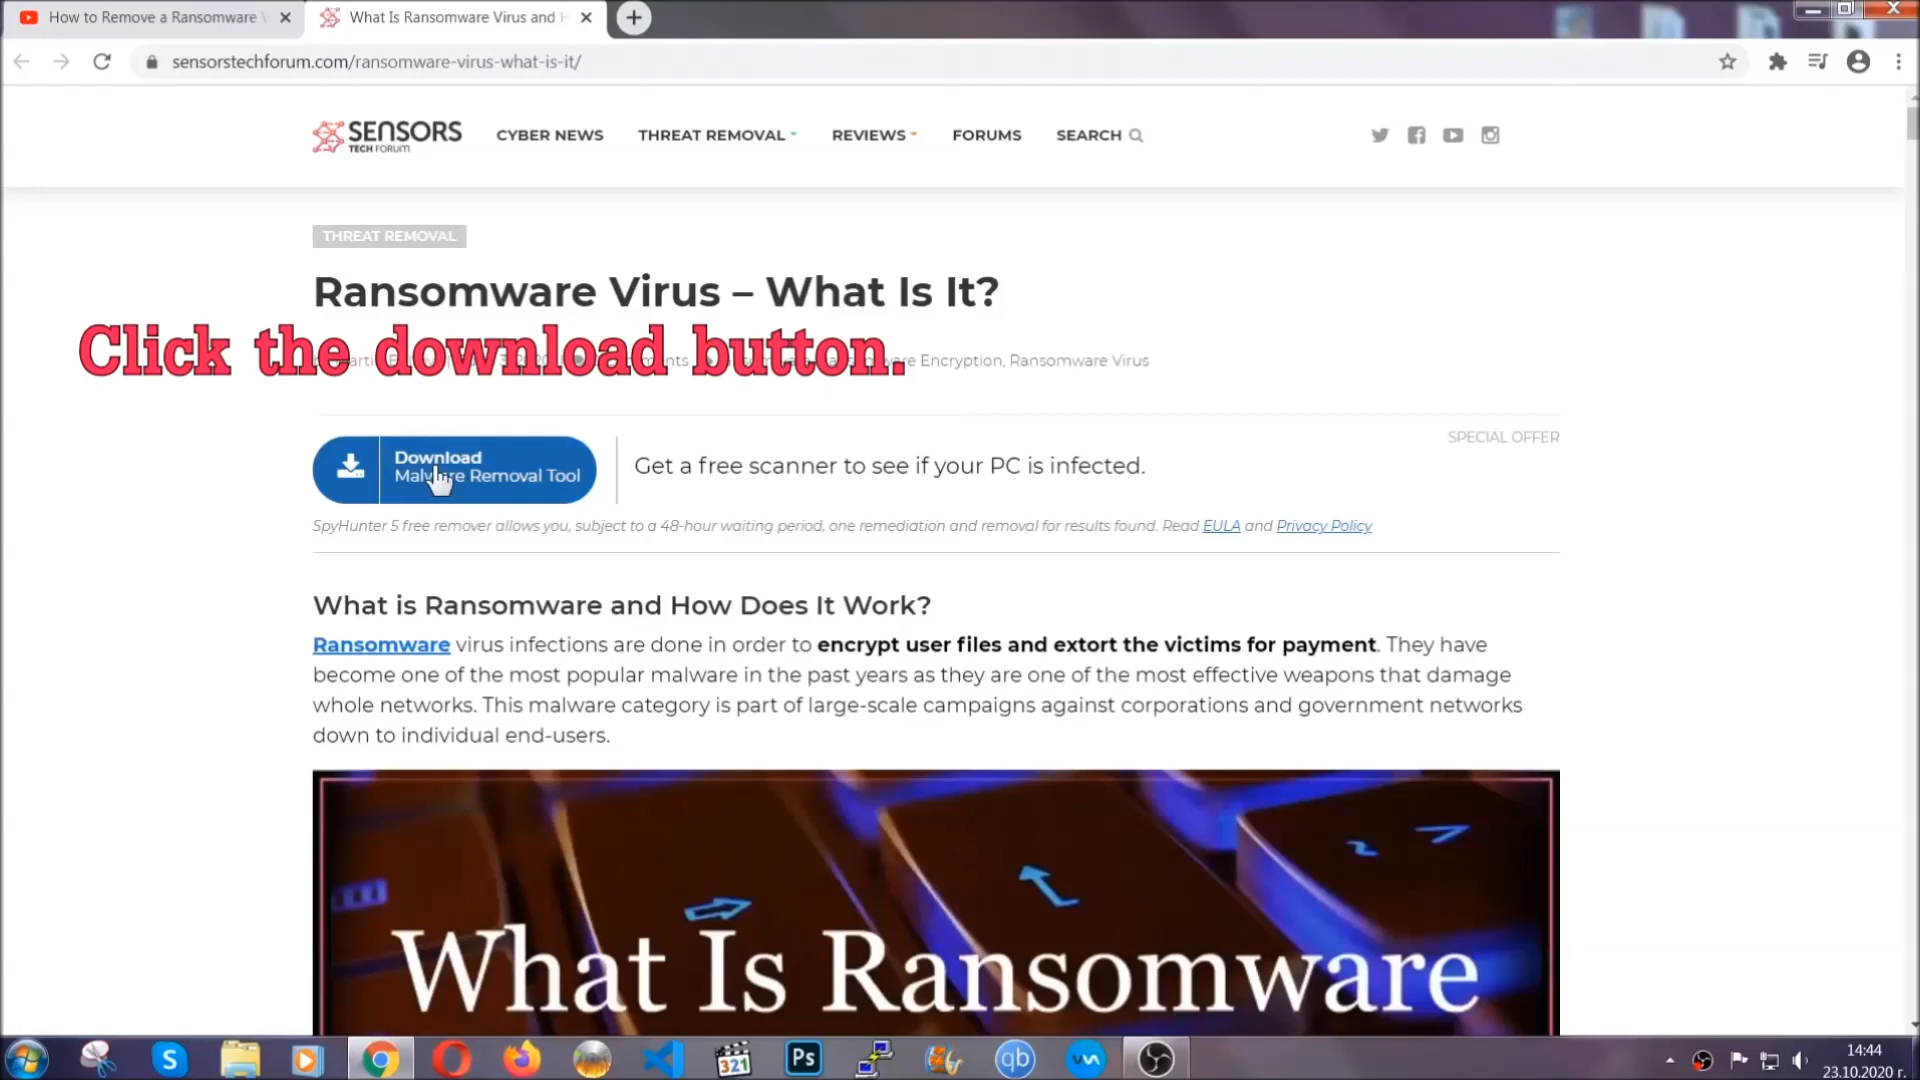 How to Remove a Ransomware
What Is Ransomware Virus and H
sensorstechforum.com/ransomware-virus-what-is-it/
SENSORS
TECH FORUM
CYBER NEWS
THREAT REMOVAL
REVIEWS
FORUMS
SEARCH
THREAT REMOVAL
Ransomware Virus – What Is It?
Click the download button.
Encryption, Ransomware Virus
SPECIAL OFFER
Download
Malware Removal Tool
Get a free scanner to see if your PC is infected.
SpyHunter 5 free remover allows you, subject to a 48-hour waiting period, one remediation and removal for results found. Read EULA and Privacy Policy
What is Ransomware and How Does It Work?
Ransomware virus infections are done in order to encrypt user files and extort the victims for payment. They have
become one of the most popular malware in the past years as they are one of the most effective weapons that damage
whole networks. This malware category is part of large-scale campaigns against corporations and government networks
down to individual end-users.
What Is Ransomware
S
321
Ps
qb
14:44
23.10.2020 г.